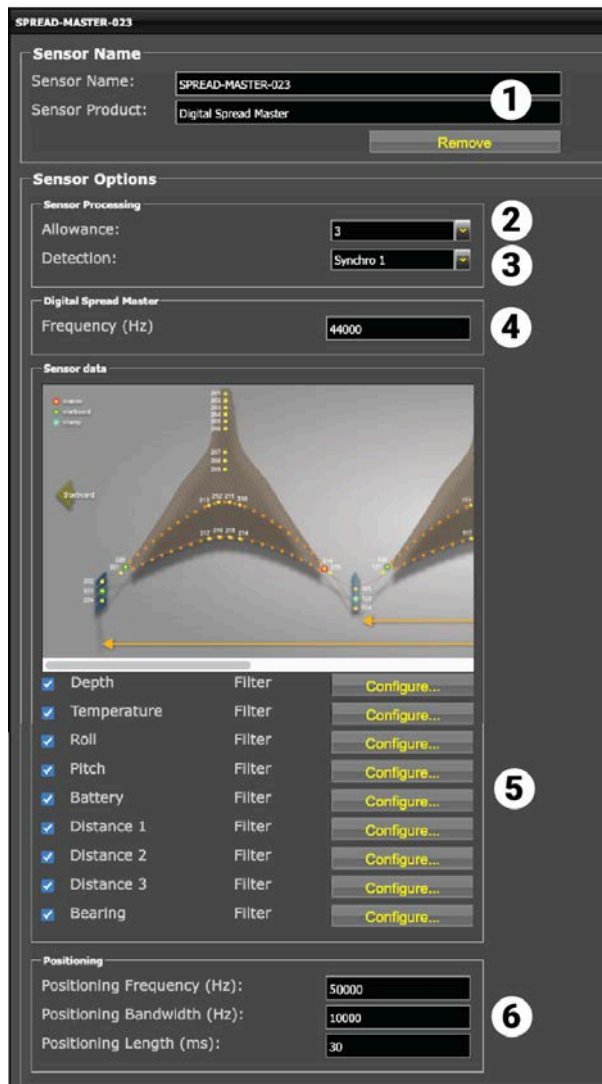 SPREAD-MASTER-023
Sensor Name
Sensor Name: SPREAD-MASTER-023
Sensor Product: Digital Spread Master
1
Remove
Sensor Options
Sensor Processing
Allowance: 3
2
Detection: Synchro 1
3
Digital Spread Master
Frequency (Hz) 44000
4
Sensor data
Starboard
Depth Filter Configure...
Temperature Filter Configure...
Roll Filter Configure...
Pitch Filter Configure...
Battery Filter Configure...
5
Distance 1 Filter Configure...
Distance 2 Filter Configure...
Distance 3 Filter Configure...
Bearing Filter Configure...
Positioning
Positioning Frequency (Hz): 50000
Positioning Bandwidth (Hz): 10000
6
Positioning Length (ms): 30